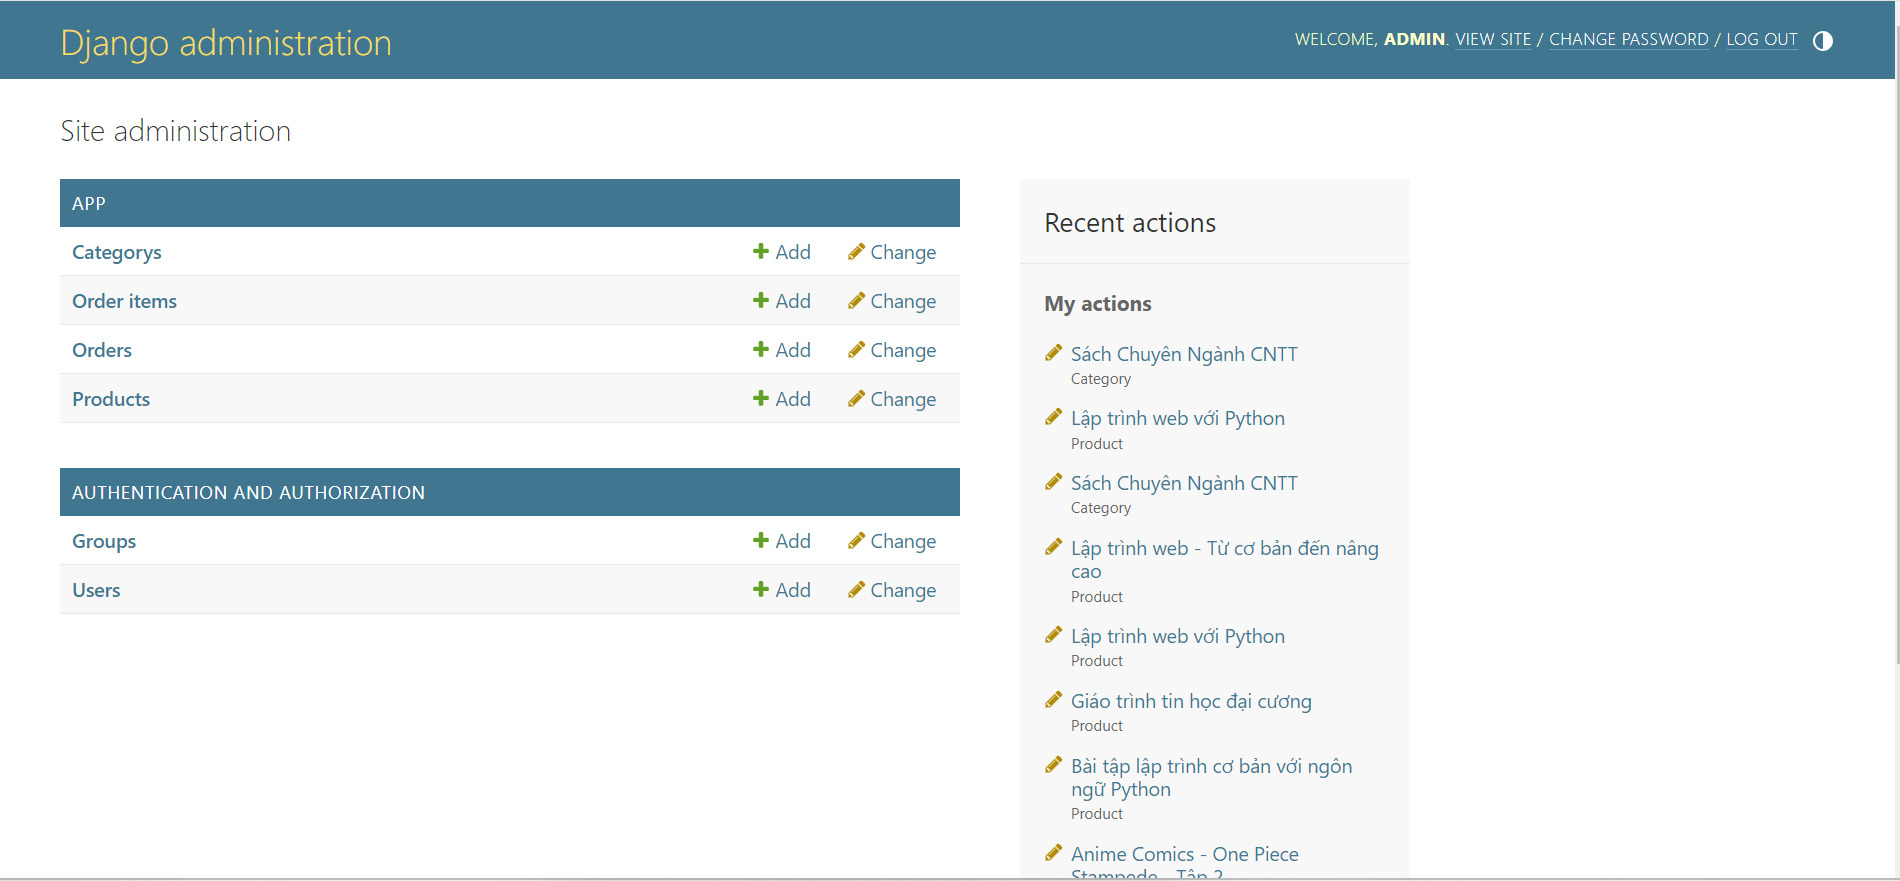 Django administration
WELCOME, ADMIN. VIEW SITE / CHANGE PASSWORD / LOG OUT
Site administration
APP
Categorys Add Change
Order items Add Change
Orders Add Change
Products Add Change
AUTHENTICATION AND AUTHORIZATION
Groups Add Change
Users Add Change
Recent actions
My actions
Sách Chuyên Ngành CNTT
Category
Lập trình web với Python
Product
Sách Chuyên Ngành CNTT
Category
Lập trình web - Từ cơ bản đến nâng
cao
Product
Lập trình web với Python
Product
Giáo trình tin học đại cương
Product
Bài tập lập trình cơ bản với ngôn
ngữ Python
Product
Anime Comics - One Piece
Stampede - Tập 2